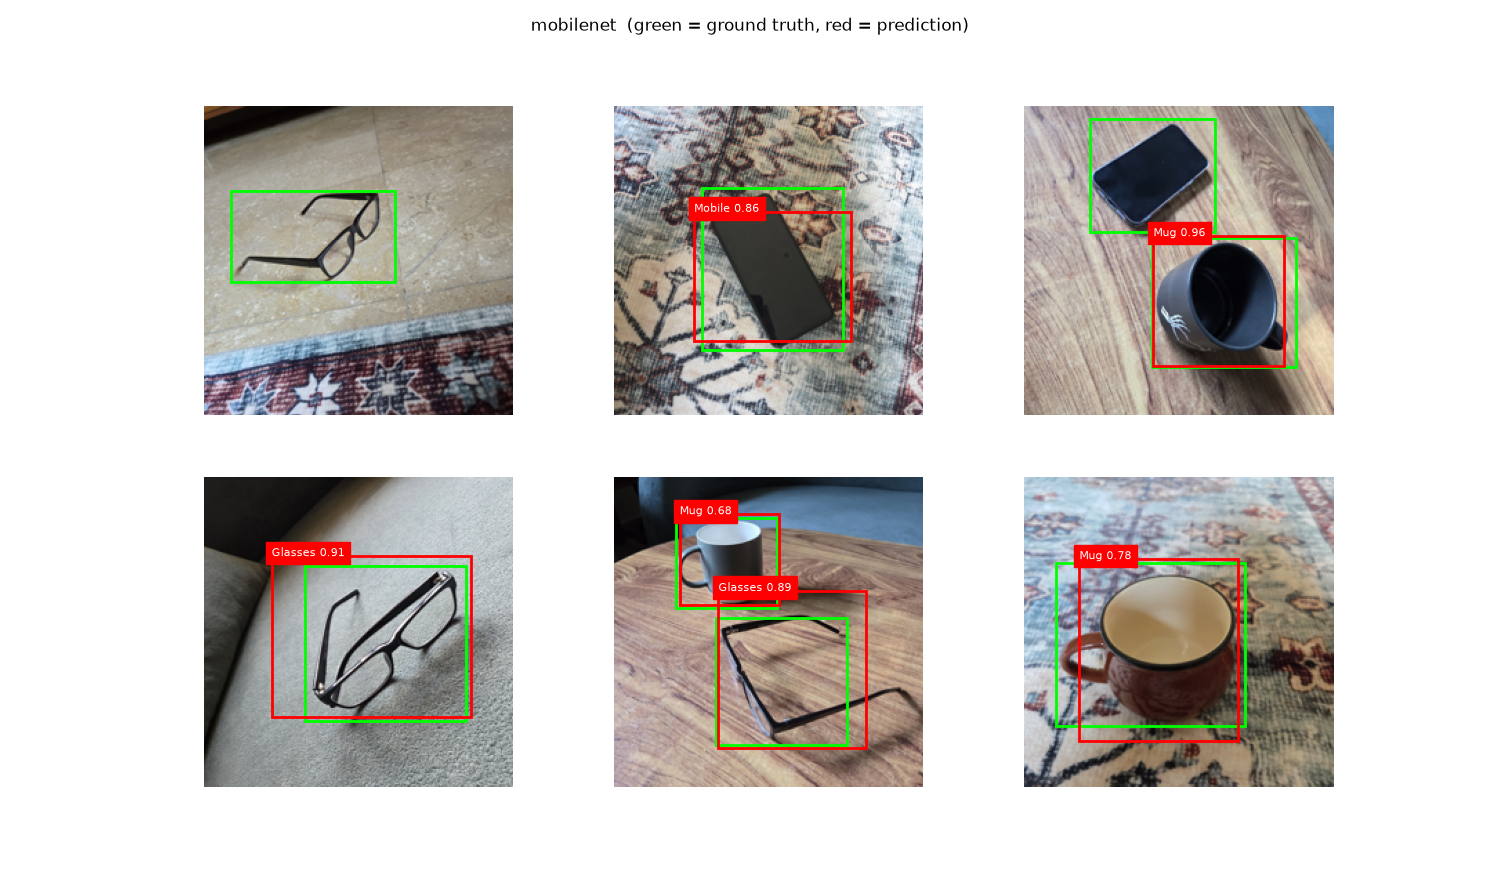 mobilenet  (green = ground truth, red = prediction)
Mobile 0.86
Mug 0.96
Glasses 0.91
Mug 0.68
Glasses 0.89
Mug 0.78